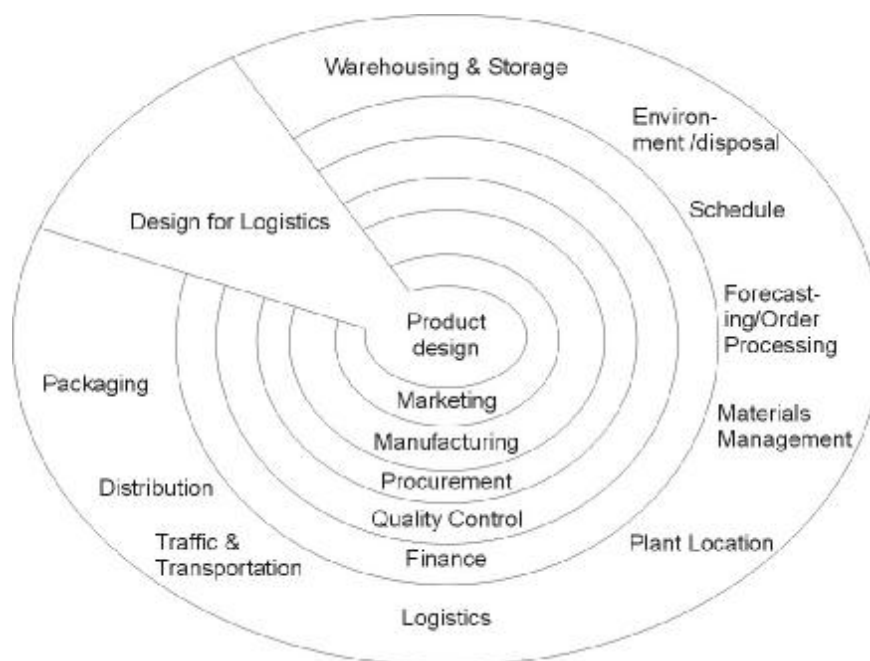 Warehousing & Storage
Environ-
ment /disposal
Schedule
Design for Logistics
Forecast-
ing/Order
Processing
Product
design
Packaging
Marketing
Materials
Management
Manufacturing
Procurement
Distribution
Quality Control
Traffic &
Transportation
Plant Location
Finance
Logistics